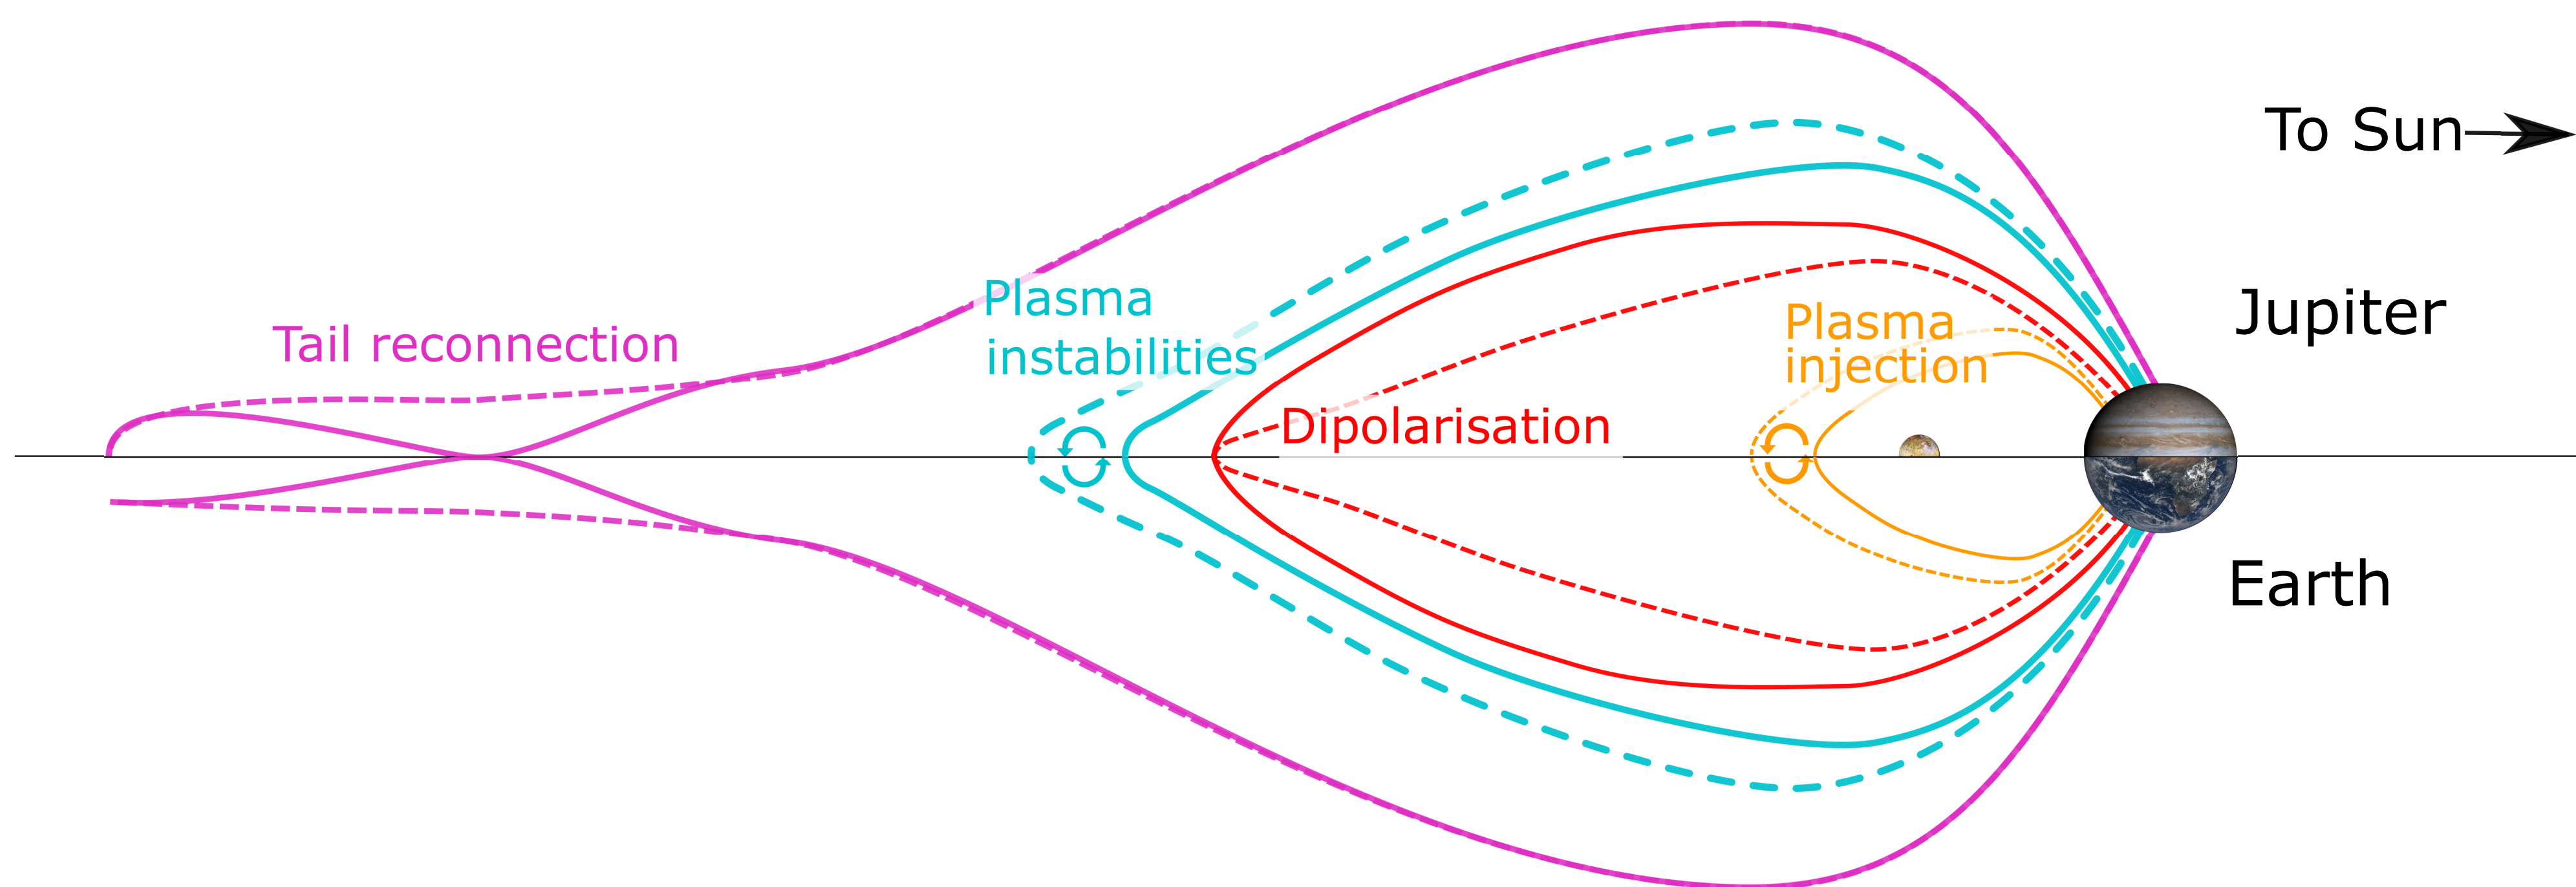 To Sun
Jupiter
Plasma
instabilities
Plasma
injection
Tail reconnection
Dipolarisation
Earth